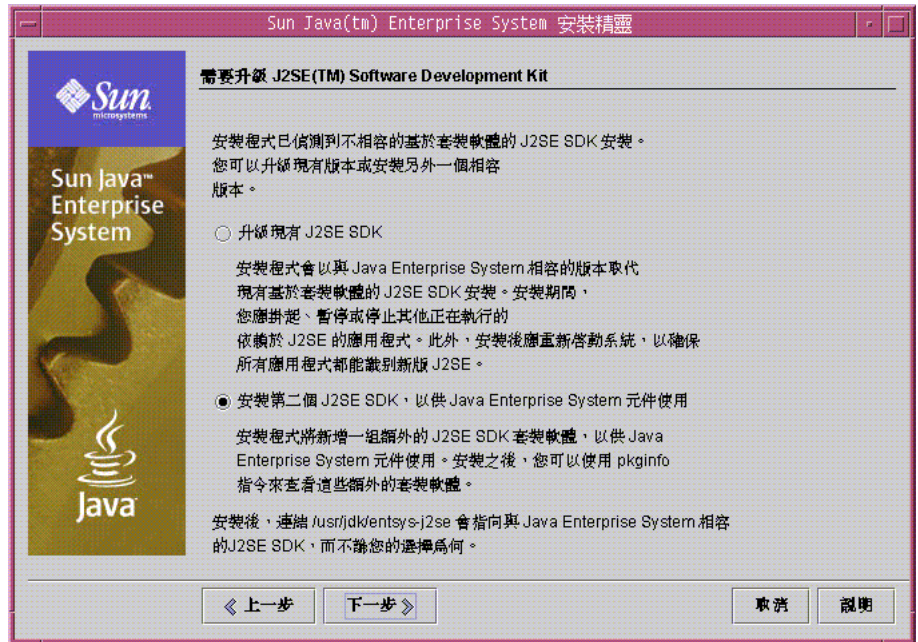 Sun Java(tm) Enterprise System 安裝精靈
Sun
microsystems
Sun Java™
Enterprise
System
Java
需要升級 J2SE(TM) Software Development Kit
安裝程式已偵測到不相容的基於套裝軟體的 J2SE SDK 安裝。
您可以升級現有版本或安裝另外一個相容
版本。
升級現有 J2SE SDK
安裝程式會以與 Java Enterprise System 相容的版本取代
現有基於套裝軟體的 J2SE SDK 安裝。安裝期間，
您應掛起、暫停或停止其他正在執行的
依賴於 J2SE 的應用程式。此外，安裝後應重新啓動系統，以確保
所有應用程式都能識別新版 J2SE。
安裝第二個 J2SE SDK，以供 Java Enterprise System 元件使用
安裝程式將新增一組額外的 J2SE SDK 套裝軟體，以供 Java
Enterprise System 元件使用。安裝之後，您可以使用 pkginfo
指令來查看這些額外的套裝軟體。
安裝後，連結 /usr/jdk/entsys-j2se 會指向與 Java Enterprise System 相容
的J2SE SDK，而不論您的選擇爲何。
上一步
下一步
取消
說明